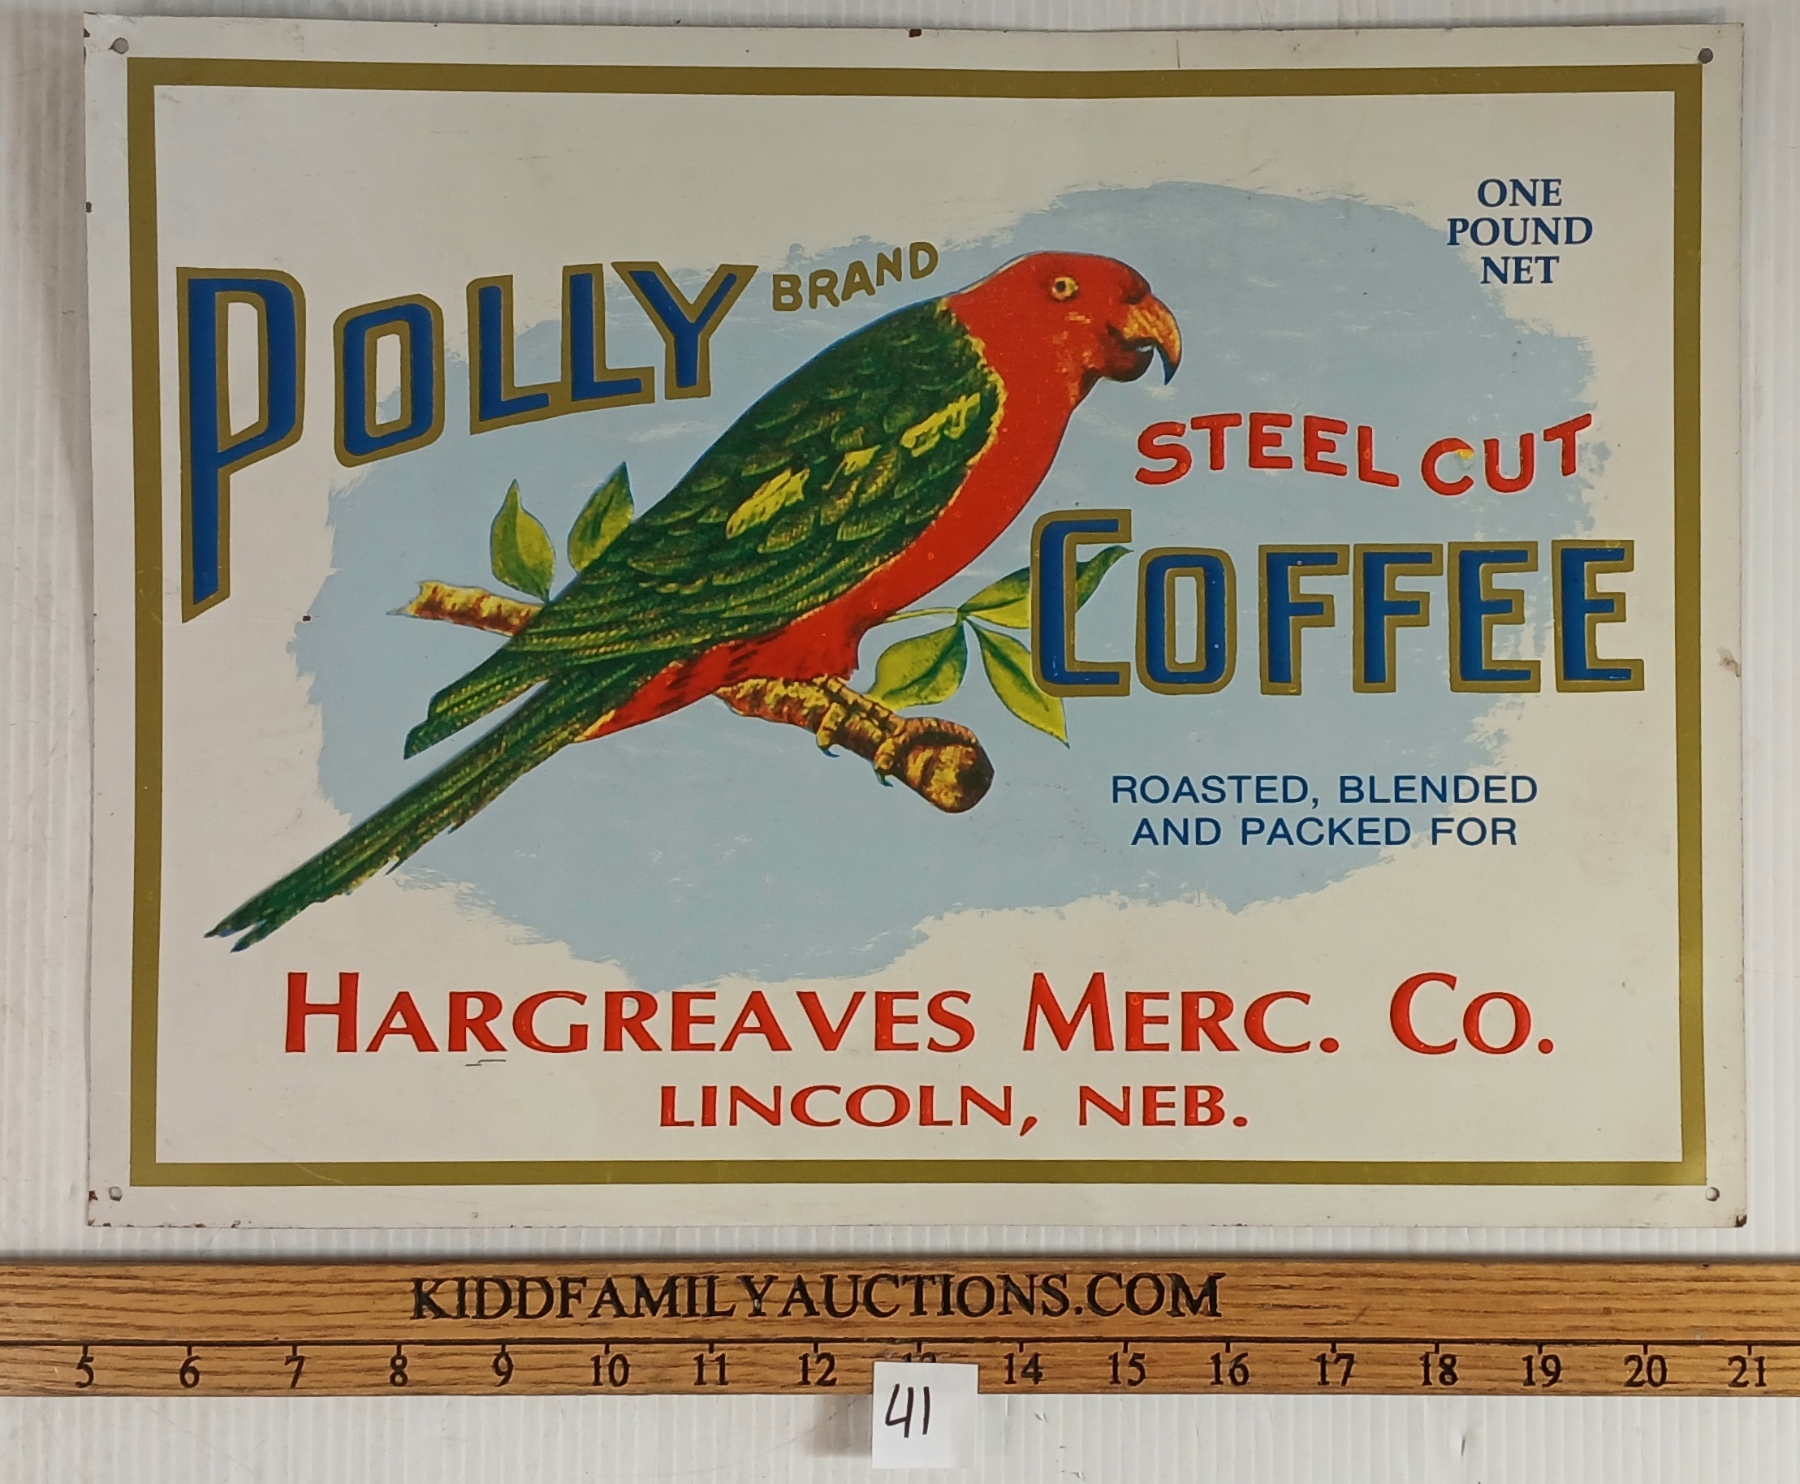 ONE
POUND
NET
POLLY BRAND
STEEL CUT
COFFEE
ROASTED, BLENDED
AND PACKED FOR
HARGREAVES MERC. CO.
LINCOLN, NEB.
KIDDFAMILYAUCTIONS.COM
5 6 7 8 9 10 11 12 13 14 15 16 17 18 19 20 21
41